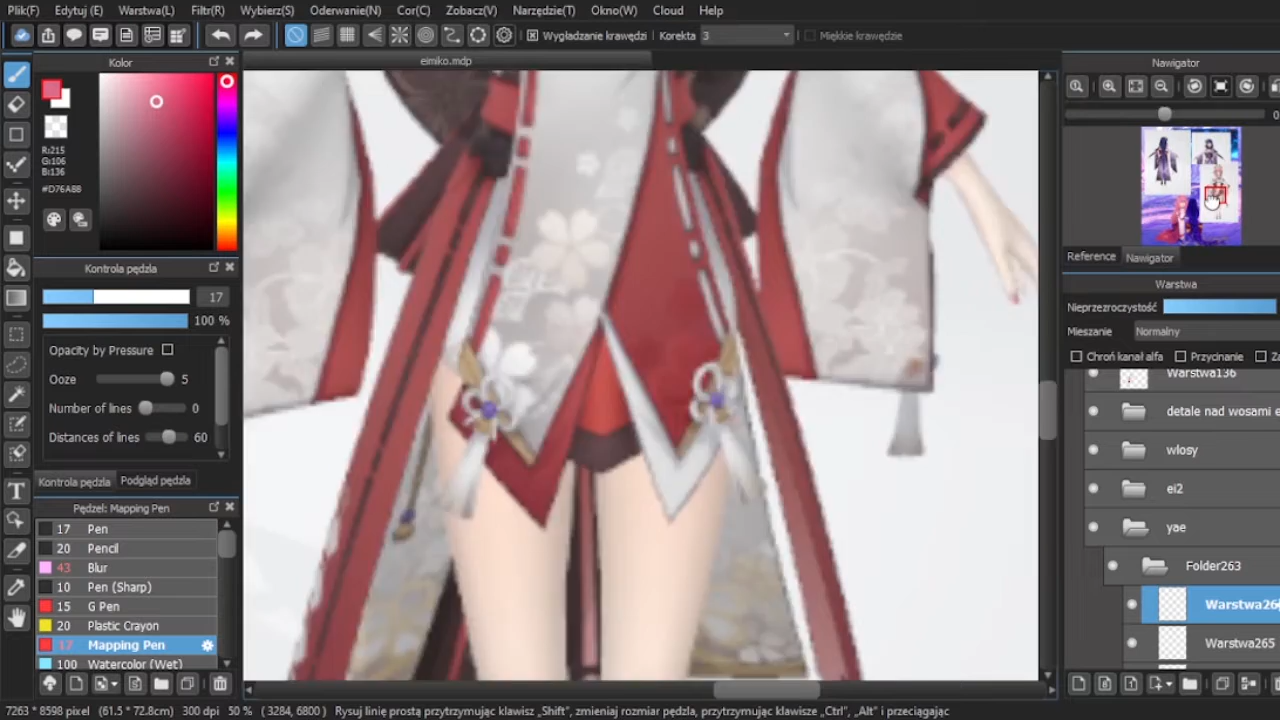 Plik(F) Edytuj (E) Warstwa(L) Filtr(R) Wybierz(S) Oderwanie(N) Cor(C) Zobacz(V) Narzędzie(T) Okno(W) Cloud Help
Wygładzanie krawędzi Korekta 3 Miękkie krawędzie
Kolor
eimiko.mdp
Nawigator
R:215
G:106
B:136
#D76A88
0
Reference Nawigator
Kontrola pędzla
17
100 %
Opacity by Pressure
Ooze 5
Number of lines 0
Distances of lines 60
Kontrola pędzla Podgląd pędzla
Pędzel: Mapping Pen
17 Pen
20 Pencil
43 Blur
10 Pen (Sharp)
15 G Pen
20 Plastic Crayon
17 Mapping Pen
100 Watercolor (Wet)
Warstwa
Nieprzezroczystość
Mieszanie Normalny
Chroń kanał alfa Przycinanie Za
Warstwa136
detale nad wosami e
wlosy
ei2
yae
Folder263
Warstwa26
Warstwa265
7263 * 8598 pixel (61.5 * 72.8cm) 300 dpi 50 % ( 3284, 6800 ) Rysuj linię prostą przytrzymując klawisz „Shift”, zmieniaj rozmiar pędzla, przytrzymując klawisze „Ctrl”, „Alt” i przeciągając